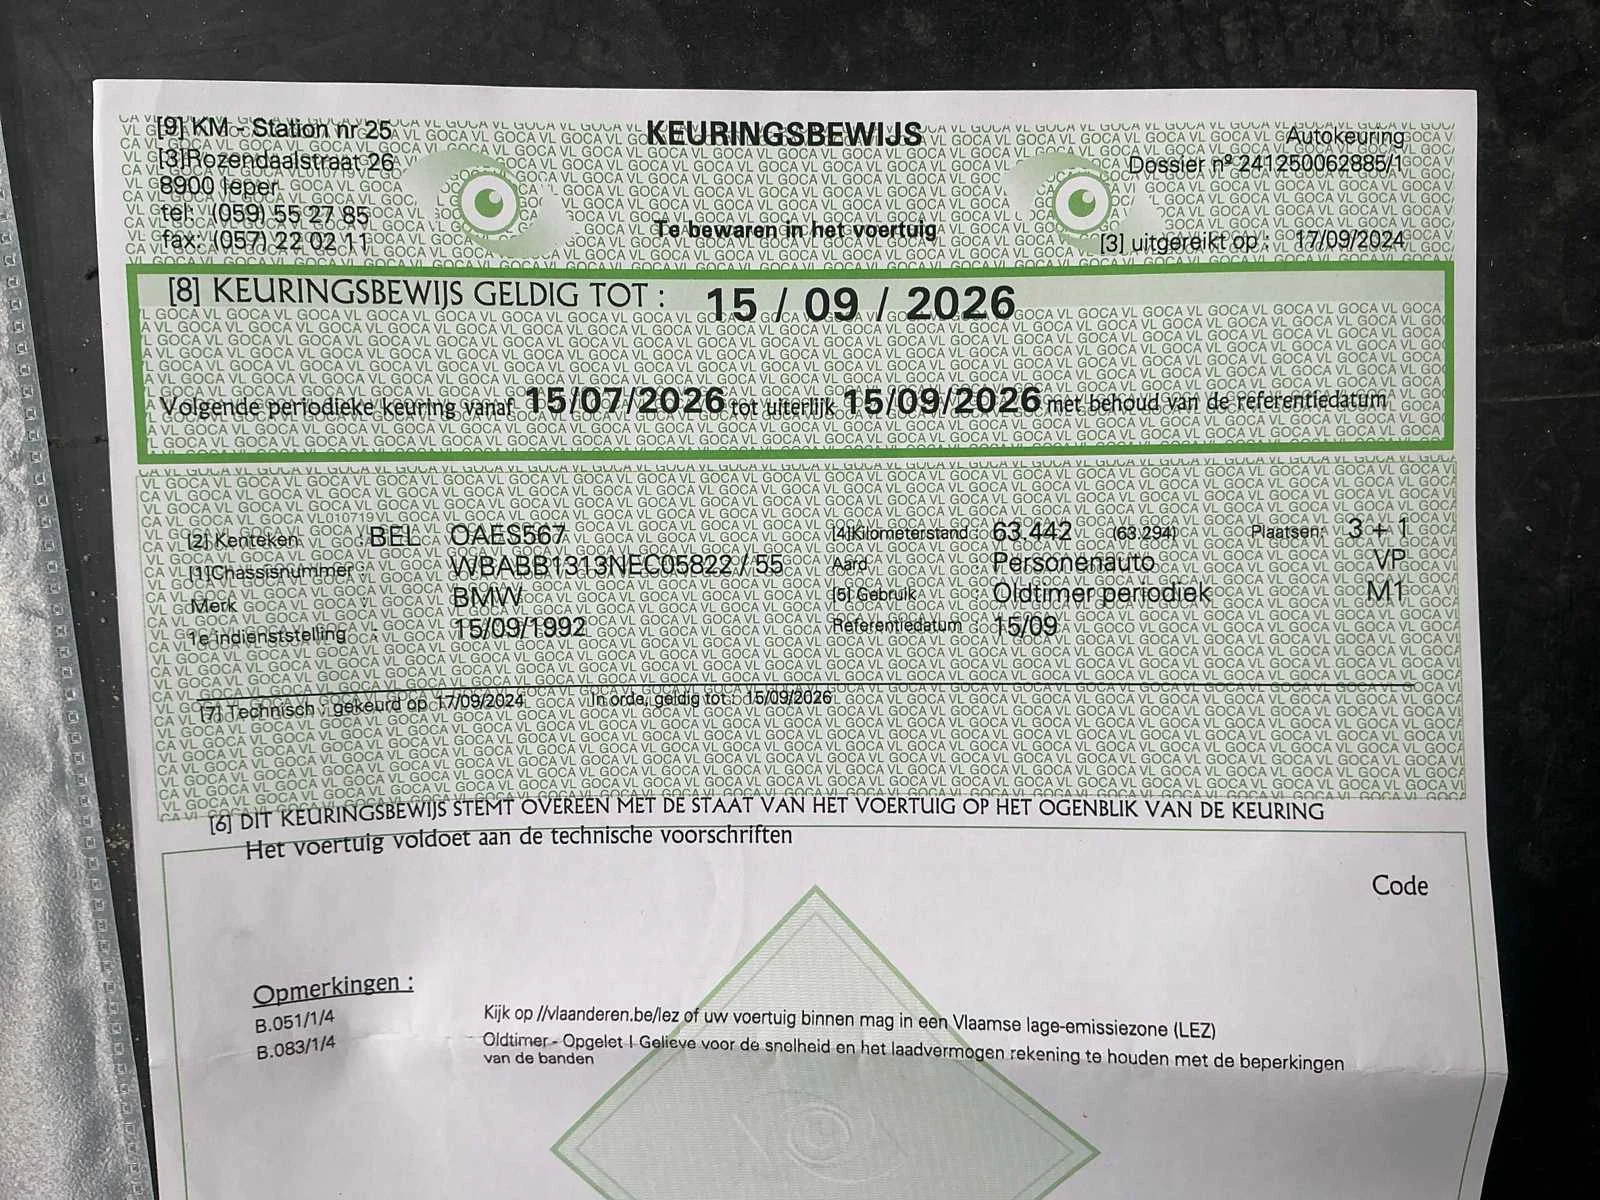 [9] KM - Station nr 25
KEURINGSBEWIJS
Autokeuring
[3]Rozendaalstraat 26
Dossier nº 241250062885/1
8900 Ieper
tel: (059) 55 27 85
Te bewaren in het voertuig
fax: (057) 22 02 11
[3] uitgereikt op : 17/09/2024
[8] KEURINGSBEWIJS GELDIG TOT : 15 / 09 / 2026
Volgende periodieke keuring vanaf 15/07/2026 tot uiterlijk 15/09/2026 met behoud van de referentiedatum
[2] Kenteken : BEL OAES567 [4]Kilometerstand : 63.442 (63.294) Plaatsen: 3 + 1
[1]Chassisnummer : WBABB1313NEC05822 / 55 Aard : Personenauto VP
Merk : BMW [5] Gebruik : Oldtimer periodiek M1
1e indienststelling : 15/09/1992 Referentiedatum : 15/09
[7] Technisch : gekeurd op 17/09/2024 In orde, geldig tot : 15/09/2026
[6] DIT KEURINGSBEWIJS STEMT OVEREEN MET DE STAAT VAN HET VOERTUIG OP HET OGENBLIK VAN DE KEURING
Het voertuig voldoet aan de technische voorschriften
Code
Opmerkingen :
B.051/1/4 Kijk op //vlaanderen.be/lez of uw voertuig binnen mag in een Vlaamse lage-emissiezone (LEZ)
B.083/1/4 Oldtimer - Opgelet ! Gelieve voor de snelheid en het laadvermogen rekening te houden met de beperkingen
van de banden